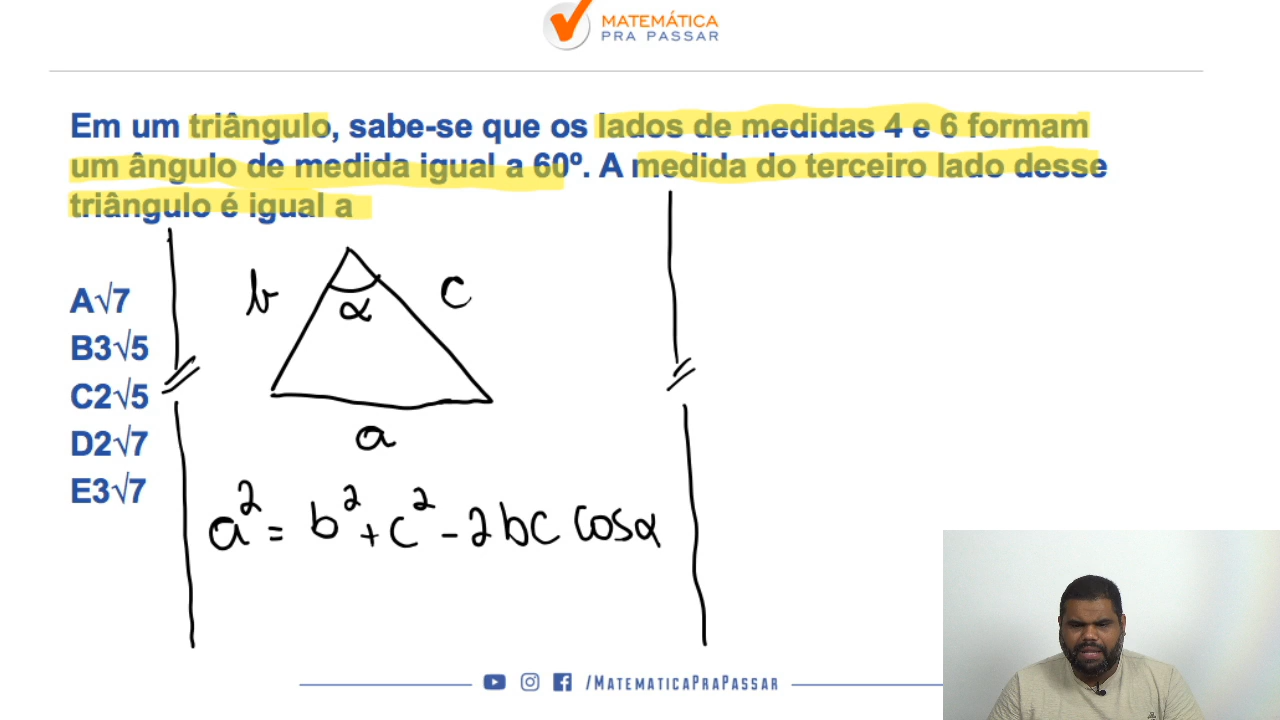 MATEMÁTICA
PRA PASSAR
Em um triângulo, sabe-se que os lados de medidas 4 e 6 formam
um ângulo de medida igual a 60º. A medida do terceiro lado desse
triângulo é igual a
A√7
B3√5
C2√5
D2√7
E3√7
b
c
α
a
a² = b² + c² - 2bc cosα
/MATEMATICAPRAPASSAR